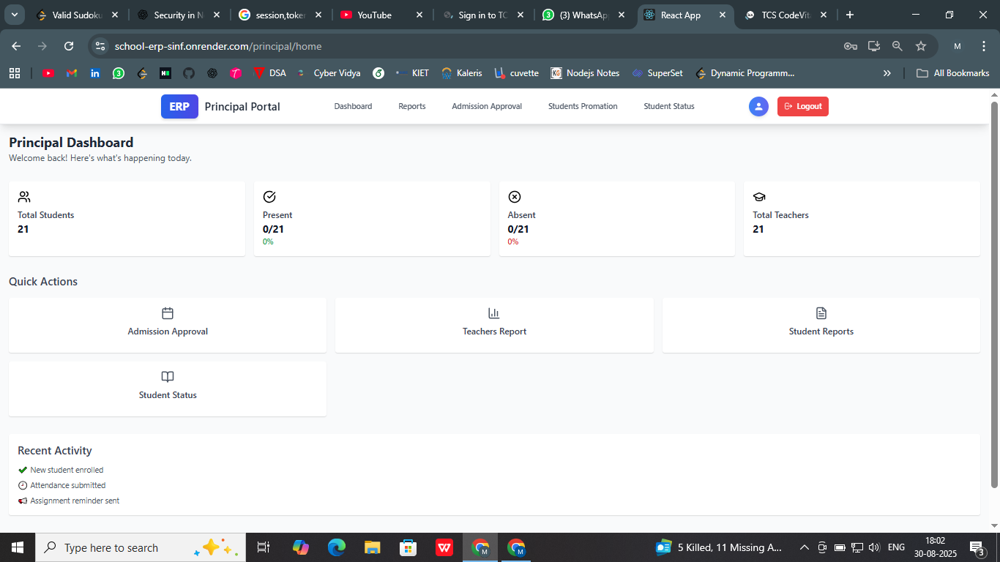 Valid Sudoku
Security in N
session,token
YouTube
Sign in to TC
(3) WhatsApp
React App
TCS CodeVita
school-erp-sinf.onrender.com/principal/home
M
DSA
Cyber Vidya
KIET
Kaleris
cuvette
KG
Nodejs Notes
SuperSet
Dynamic Programm...
»
All Bookmarks
ERP
Principal Portal
Dashboard
Reports
Admission Approval
Students Promation
Student Status
Logout
Principal Dashboard
Welcome back! Here's what's happening today.
Total Students
21
Present
0/21
0%
Absent
0/21
0%
Total Teachers
21
Quick Actions
Admission Approval
Teachers Report
Student Reports
Student Status
Recent Activity
New student enrolled
Attendance submitted
Assignment reminder sent
Type here to search
5 Killed, 11 Missing A...
ENG
18:02
30-08-2025
3